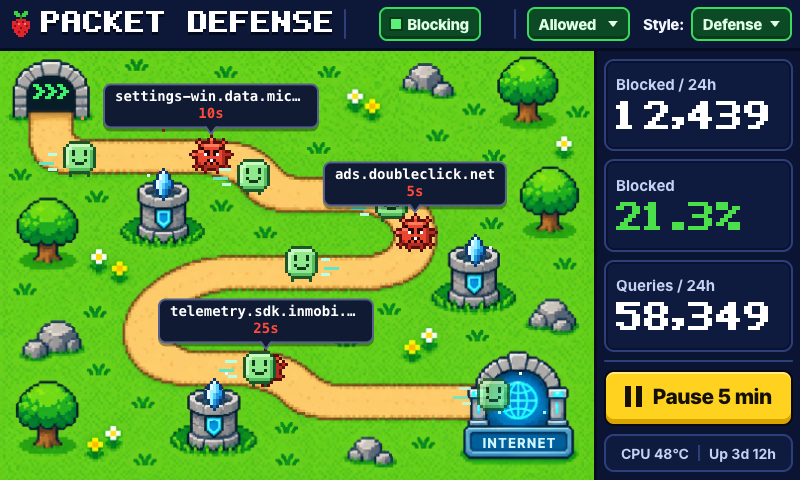 PACKET DEFENSE
Blocking
Allowed
Style:
Defense
settings-win.data.mic…
10s
ads.doubleclick.net
5s
telemetry.sdk.inmobi.…
25s
INTERNET
Blocked / 24h
12,439
Blocked
21.3%
Queries / 24h
58,349
Pause 5 min
CPU 48°C
Up 3d 12h